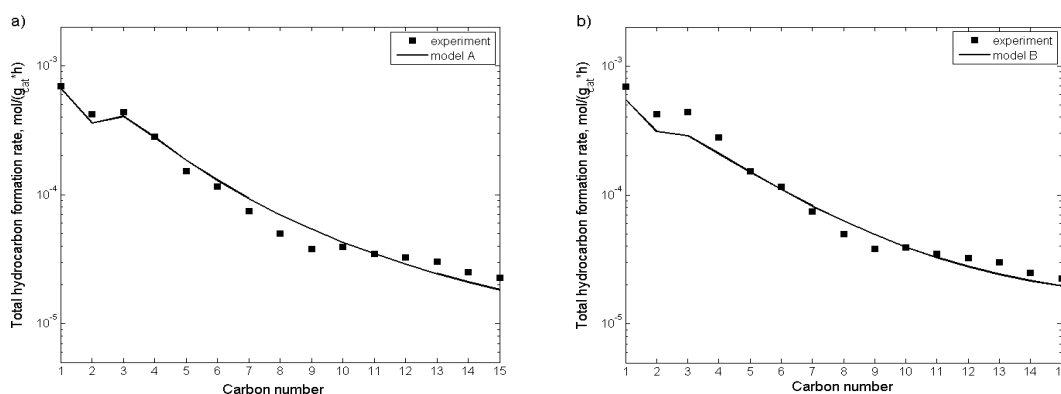 a)
experiment
model A
Total hydrocarbon formation rate, mol/(g_cat*h)
10^-3
10^-4
10^-5
1 2 3 4 5 6 7 8 9 10 11 12 13 14 15
Carbon number
b)
experiment
model B
Total hydrocarbon formation rate, mol/(g_cat*h)
10^-3
10^-4
10^-5
1 2 3 4 5 6 7 8 9 10 11 12 13 14 1
Carbon number